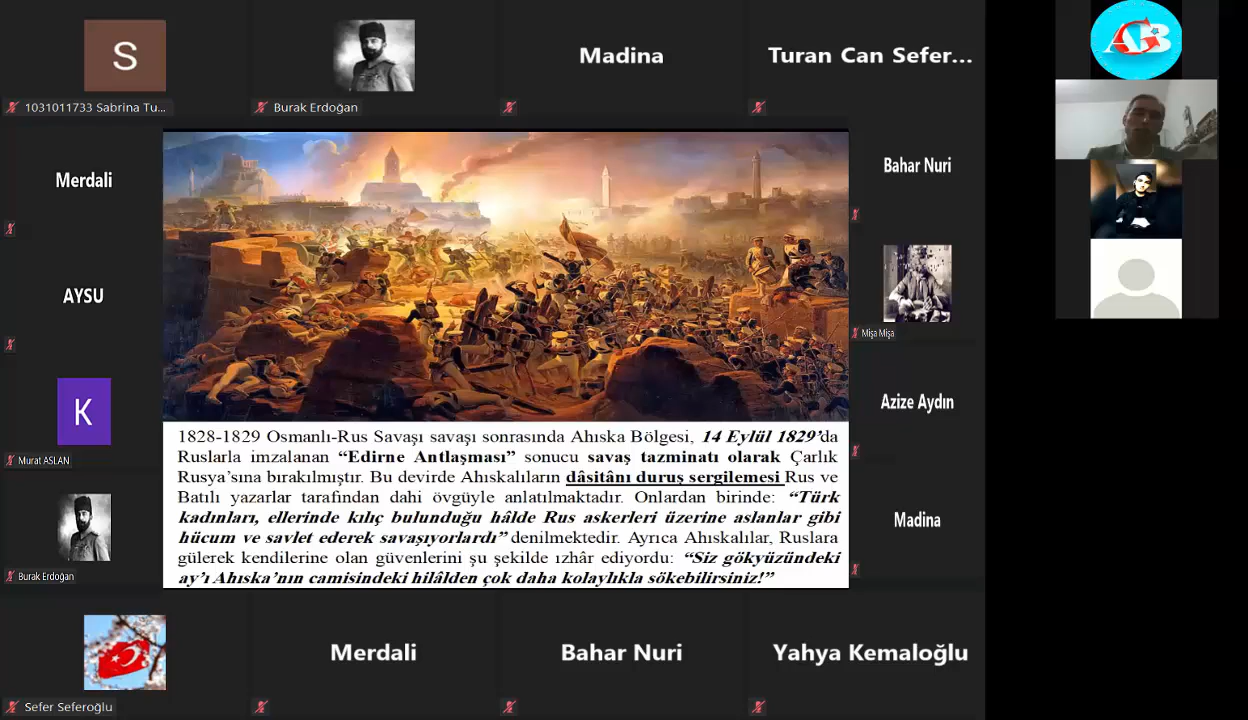 S
1031011733 Sabrina Tu...
Burak Erdoğan
Madina
Turan Can Sefer...
Merdali
AYSU
K
Murat ASLAN
Burak Erdoğan
Bahar Nuri
Mişa Mişa
Azize Aydın
Madina
1828-1829 Osmanlı-Rus Savaşı savaşı sonrasında Ahıska Bölgesi, 14 Eylül 1829’da
Ruslarla imzalanan “Edirne Antlaşması” sonucu savaş tazminatı olarak Çarlık
Rusya’sına bırakılmıştır. Bu devirde Ahıskalıların dâsitânı duruş sergilemesi Rus ve
Batılı yazarlar tarafından dahi övgüyle anlatılmaktadır. Onlardan birinde: “Türk
kadınları, ellerinde kılıç bulunduğu hâlde Rus askerleri üzerine aslanlar gibi
hücum ve savlet ederek savaşıyorlardı” denilmektedir. Ayrıca Ahıskalılar, Ruslara
gülerek kendilerine olan güvenlerini şu şekilde ızhâr ediyordu: “Siz gökyüzündeki
ay’ı Ahıska’nın camisindeki hilâlden çok daha kolaylıkla sökebilirsiniz!”
Sefer Seferoğlu
Merdali
Bahar Nuri
Yahya Kemaloğlu
AGB